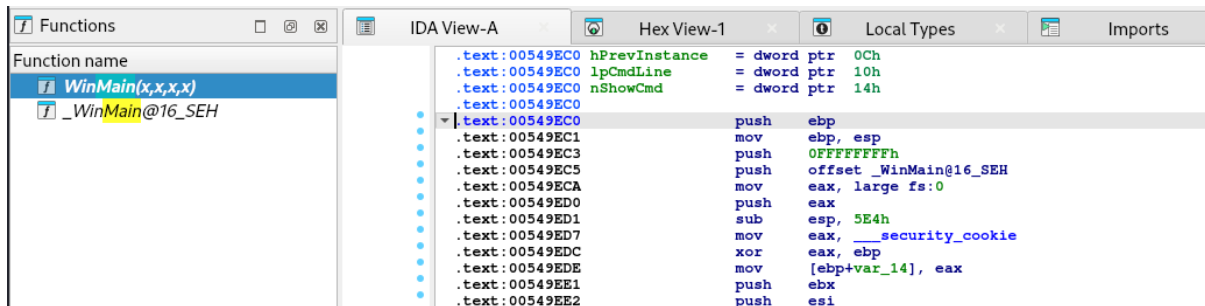 Functions
Function name
WinMain(x,x,x,x)
_WinMain@16_SEH
IDA View-A Hex View-1 Local Types Imports
.text:00549EC0 hPrevInstance = dword ptr 0Ch
.text:00549EC0 lpCmdLine = dword ptr 10h
.text:00549EC0 nShowCmd = dword ptr 14h
.text:00549EC0
.text:00549EC0 push ebp
.text:00549EC1 mov ebp, esp
.text:00549EC3 push 0FFFFFFFFh
.text:00549EC5 push offset _WinMain@16_SEH
.text:00549ECA mov eax, large fs:0
.text:00549ED0 push eax
.text:00549ED1 sub esp, 5E4h
.text:00549ED7 mov eax, ___security_cookie
.text:00549EDC xor eax, ebp
.text:00549EDE mov [ebp+var_14], eax
.text:00549EE1 push ebx
.text:00549EE2 push esi